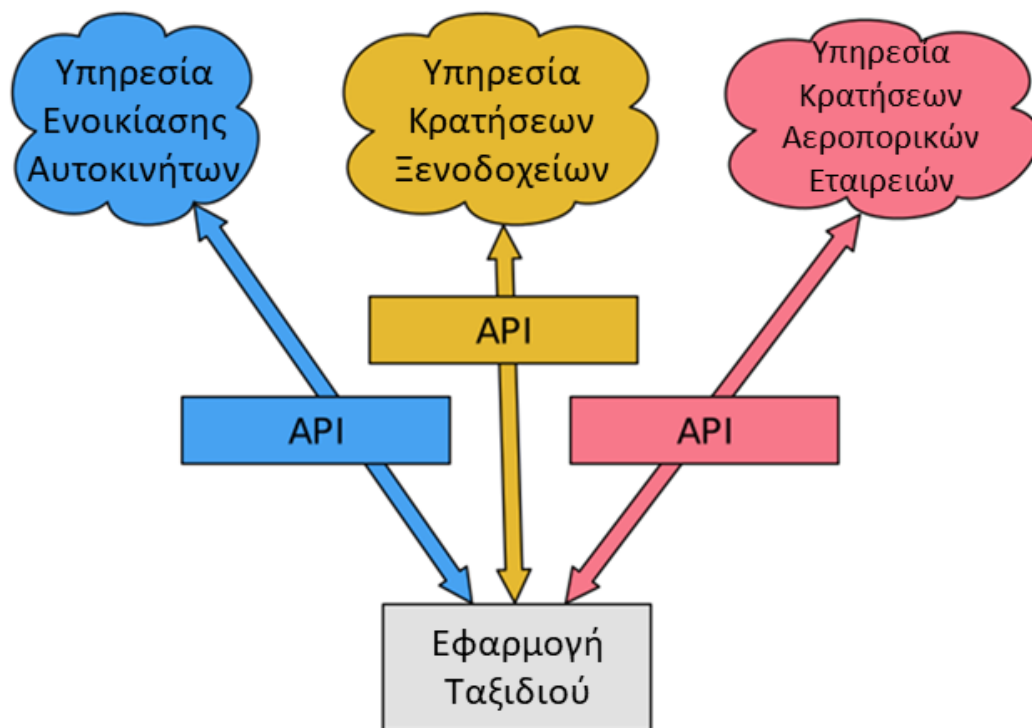 Υπηρεσία
Ενοικίασης
Αυτοκινήτων
Υπηρεσία
Κρατήσεων
Ξενοδοχείων
Υπηρεσία
Κρατήσεων
Αεροπορικών
Εταιρειών
API
API
API
Εφαρμογή
Ταξιδιού